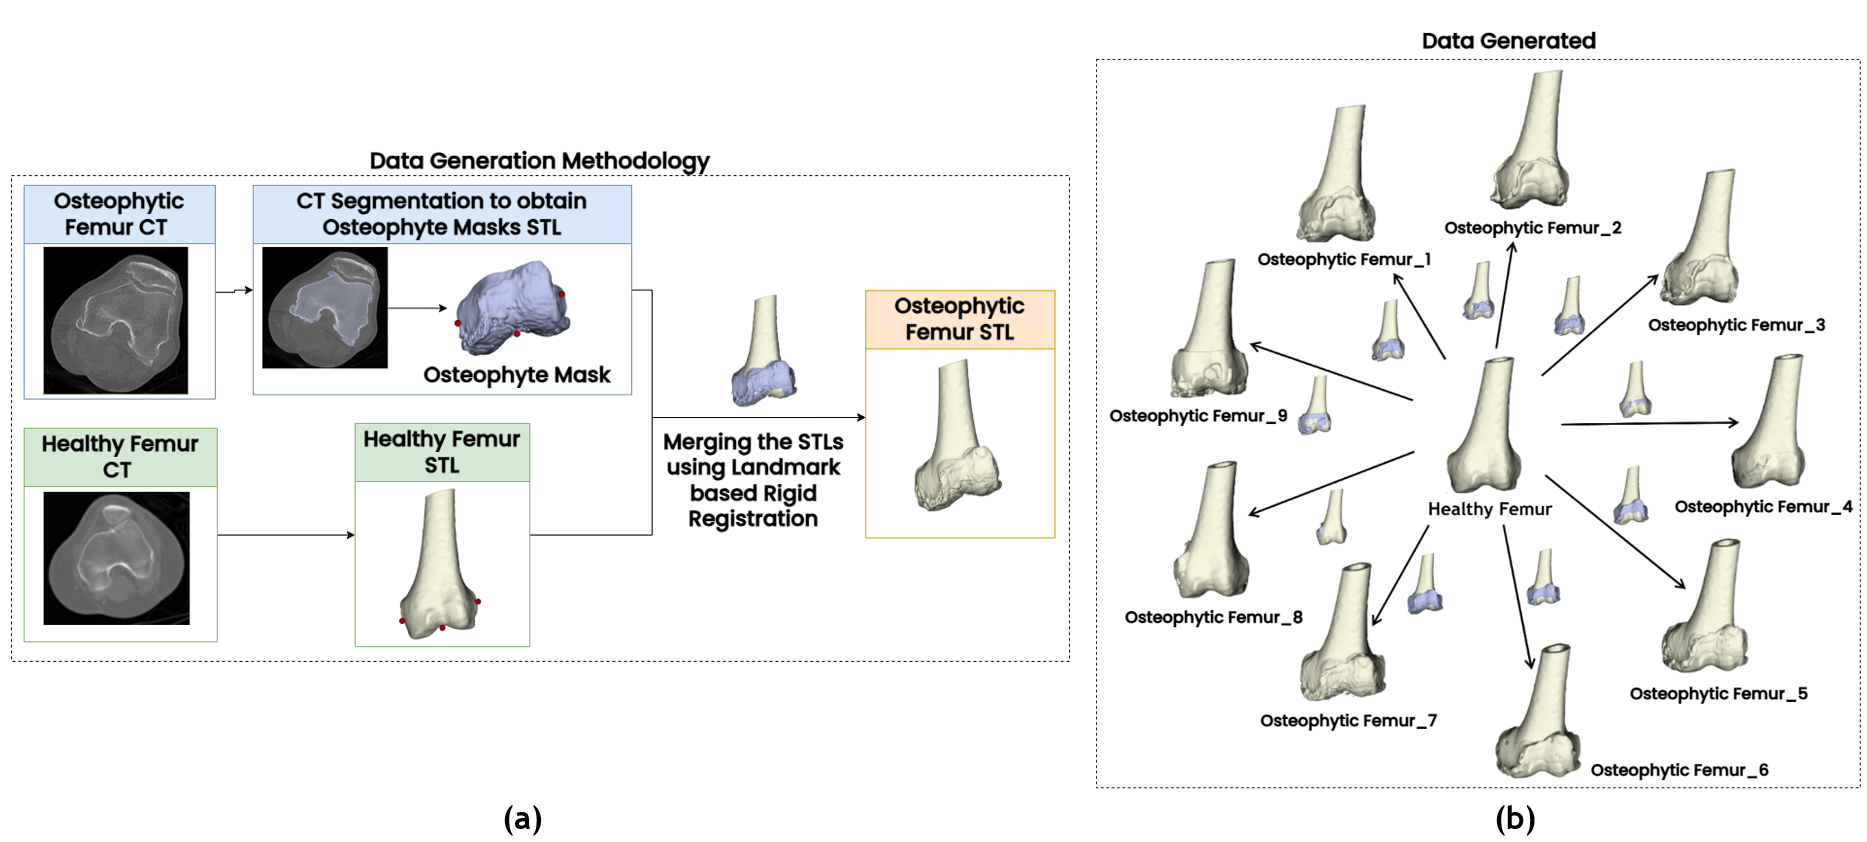 Data Generation Methodology
Osteophytic
Femur CT
CT Segmentation to obtain
Osteophyte Masks STL
Osteophyte Mask
Healthy Femur
CT
Healthy Femur
STL
Merging the STLs
using Landmark
based Rigid
Registration
Osteophytic
Femur STL
(a)
Data Generated
Osteophytic Femur_1
Osteophytic Femur_2
Osteophytic Femur_3
Osteophytic Femur_9
Healthy Femur
Osteophytic Femur_4
Osteophytic Femur_8
Osteophytic Femur_5
Osteophytic Femur_7
Osteophytic Femur_6
(b)